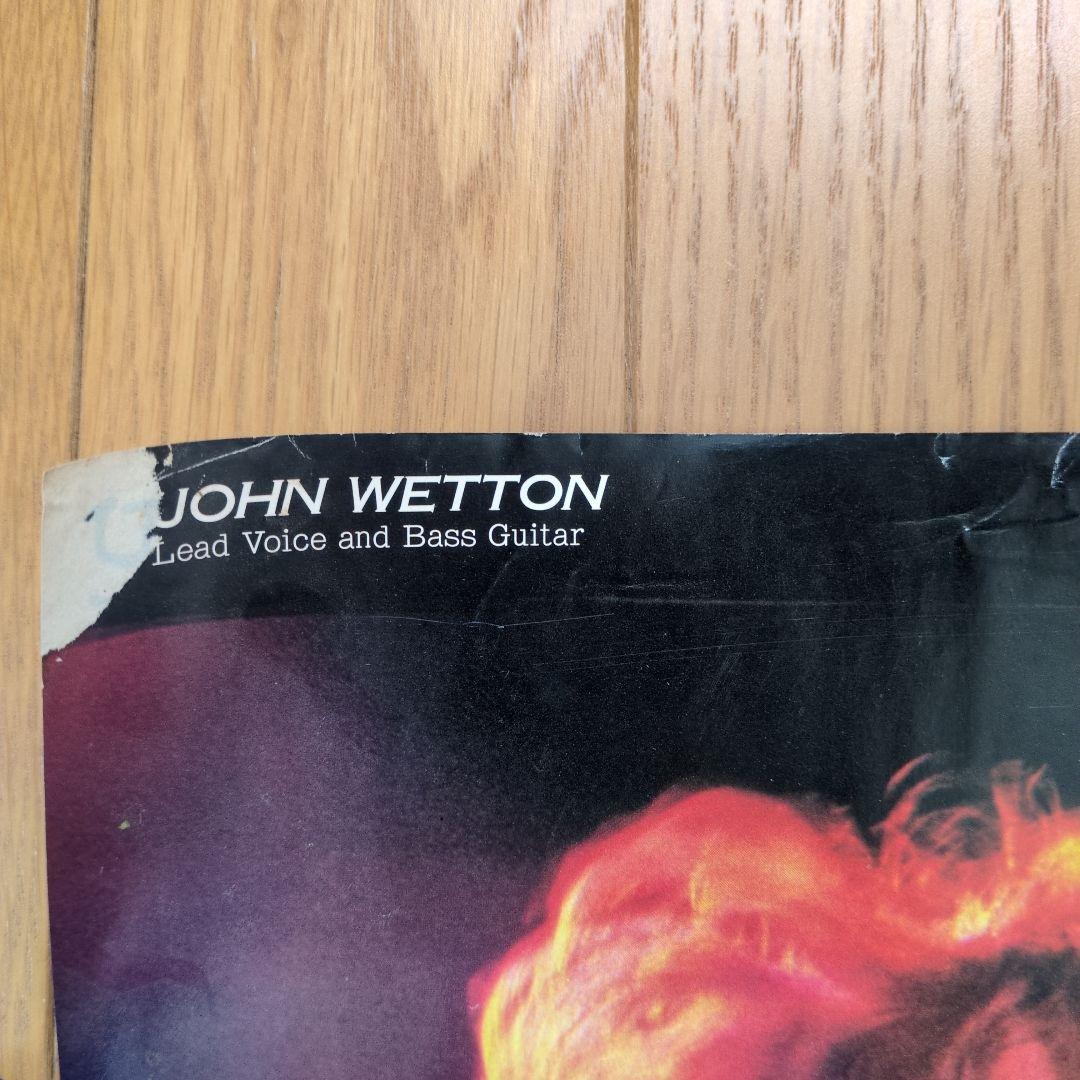 JOHN WETTON
Lead Voice and Bass Guitar